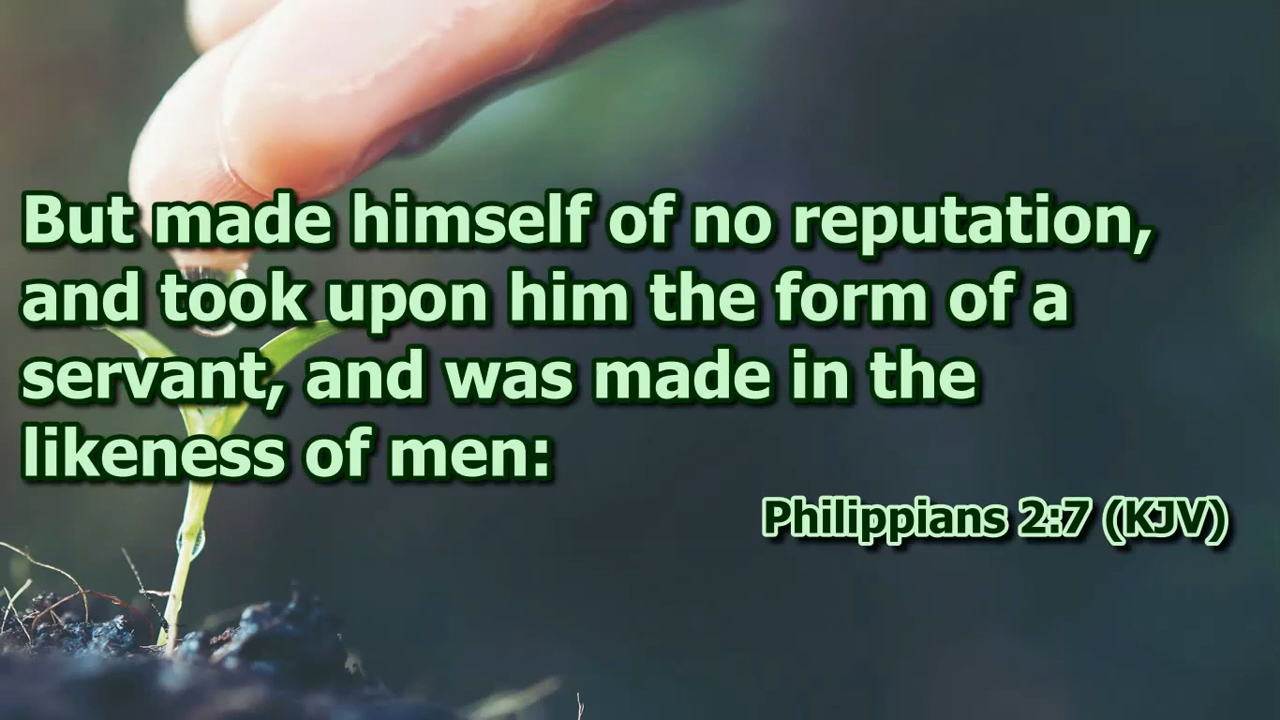 But made himself of no reputation,
and took upon him the form of a
servant, and was made in the
likeness of men:
Philippians 2:7 (KJV)